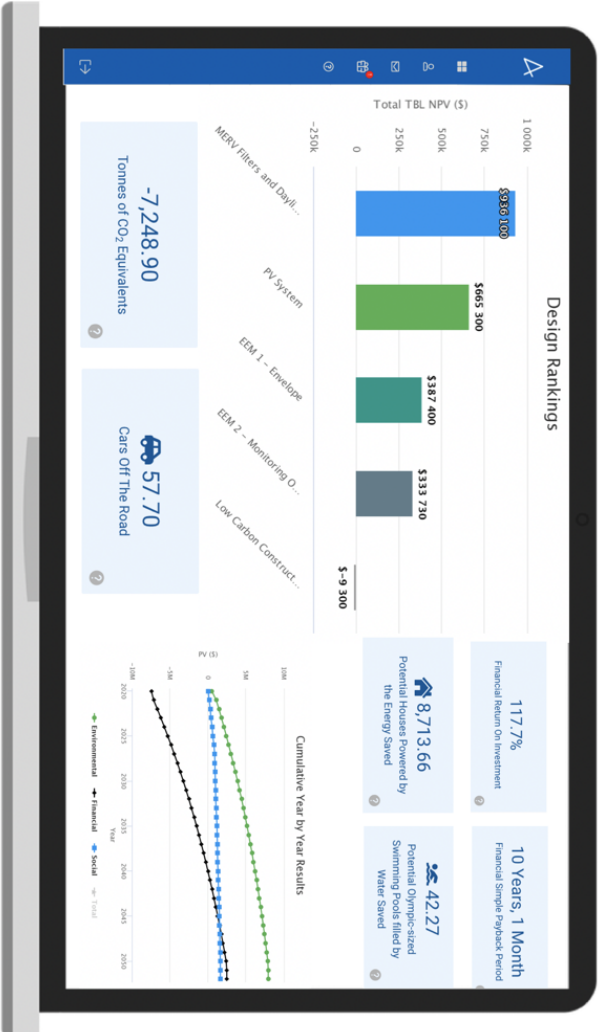 Design Rankings
Total TBL NPV ($)
1 000k
750k
500k
250k
0
-250k
$936 100
$665 300
$387 400
$333 730
$-9 300
MERV Filters and Dayli...
PV System
EEM 1 - Envelope
EEM 2 - Monitoring O...
Low Carbon Construct...
-7,248.90
Tonnes of CO₂ Equivalents
?
57.70
Cars Off The Road
?
117.7%
Financial Return On Investment
?
10 Years, 1 Month
Financial Simple Payback Period
8,713.66
Potential Houses Powered by
the Energy Saved
?
42.27
Potential Olympic-sized
Swimming Pools filled by
Water Saved
?
Cumulative Year by Year Results
PV ($)
10M
5M
0
-5M
-10M
2020
2025
2030
2035
2040
2045
2050
Year
Environmental
Financial
Social
Total